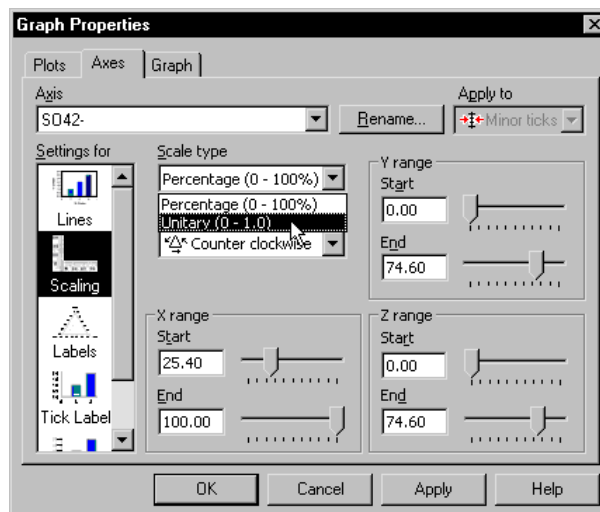 Graph Properties
Plots
Axes
Graph
Axis
SO42-
Rename...
Apply to
Minor ticks
Settings for
Lines
Scaling
Labels
Tick Label
Scale type
Percentage (0 - 100%)
Percentage (0 - 100%)
Unitary (0 - 1.0)
Counter clockwise
Y range
Start
0.00
End
74.60
X range
Start
25.40
End
100.00
Z range
Start
0.00
End
74.60
OK
Cancel
Apply
Help